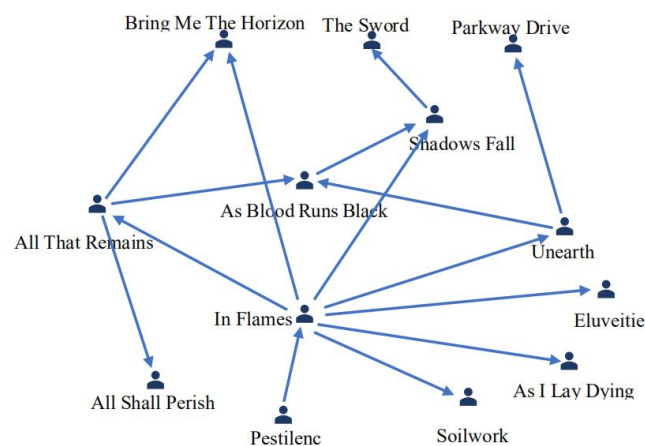 Bring Me The Horizon
The Sword
Parkway Drive
Shadows Fall
As Blood Runs Black
All That Remains
Unearth
In Flames
Eluveitie
As I Lay Dying
All Shall Perish
Soilwork
Pestilenc